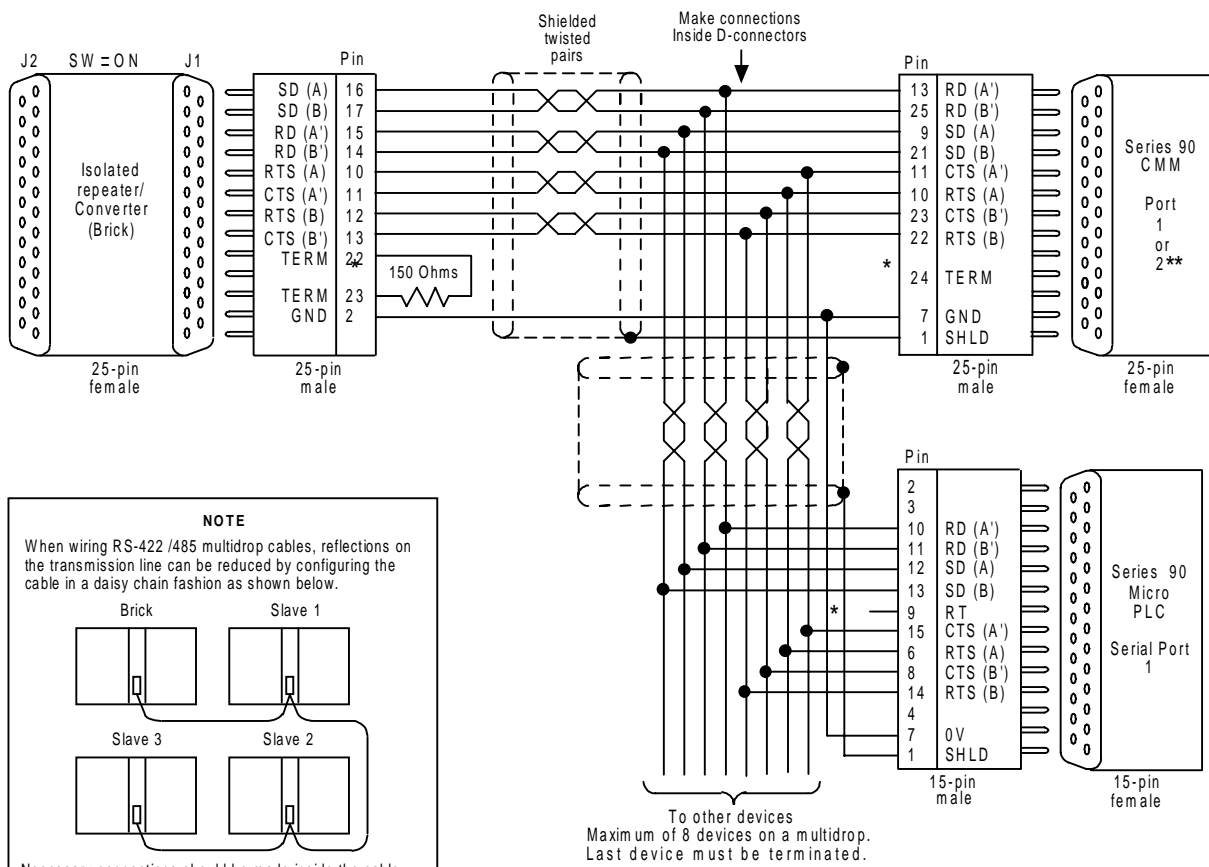 Shielded
twisted
pairs
Make connections
Inside D-connectors
J2 SW = ON J1
Pin
SD (A) 16
SD (B) 17
RD (A') 15
RD (B') 14
RTS (A) 10
CTS (A') 11
RTS (B) 12
CTS (B') 13
TERM 22
*
TERM 23
GND 2
150 Ohms
Isolated
repeater/
Converter
(Brick)
25-pin
female
25-pin
male
Pin
13 RD (A')
25 RD (B')
9 SD (A)
21 SD (B)
11 CTS (A')
10 RTS (A)
23 CTS (B')
22 RTS (B)
*
24 TERM
7 GND
1 SHLD
Series 90
CMM
Port
1
or
2**
25-pin
male
25-pin
female
Pin
2
3
10 RD (A')
11 RD (B')
12 SD (A)
13 SD (B)
* 9 RT
15 CTS (A')
6 RTS (A)
8 CTS (B')
14 RTS (B)
4
7 0V
1 SHLD
Series 90
Micro
PLC
Serial Port
1
15-pin
male
15-pin
female
To other devices
Maximum of 8 devices on a multidrop.
Last device must be terminated.
NOTE
When wiring RS-422 /485 multidrop cables, reflections on
the transmission line can be reduced by configuring the
cable in a daisy chain fashion as shown below.
Brick Slave 1
Slave 3 Slave 2
connections should be made inside the cable